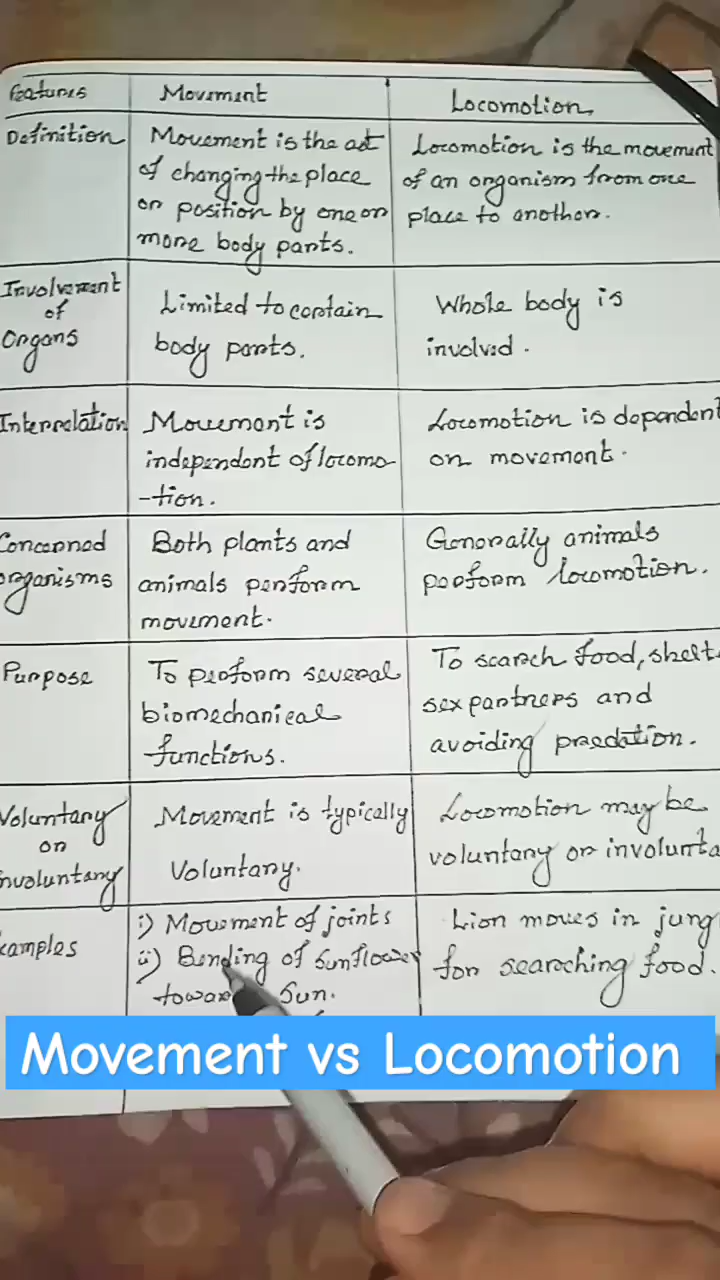 Features Movement Locomotion
Definition Movement is the act Locomotion is the movement
of changing the place of an organism from one
or position by one or place to another.
more body parts.
Involvement of Organs Limited to certain Whole body is
body parts. involved.
Interrelation Movement is Locomotion is dependent
independent of locomo- on movement.
-tion.
Concerned Both plants and Generally animals
organisms animals perform perform locomotion.
movement.
Purpose To perform several To search food, shelt
biomechanical sex partners and
functions. avoiding praedation.
Voluntary Movement is typically Locomotion may be
or Voluntary. voluntary or involunta
involuntary
xamples i) Movement of joints Lion moves in jung
ii) Bending of Sunflower for searching food.
towar Sun.
Movement vs Locomotion